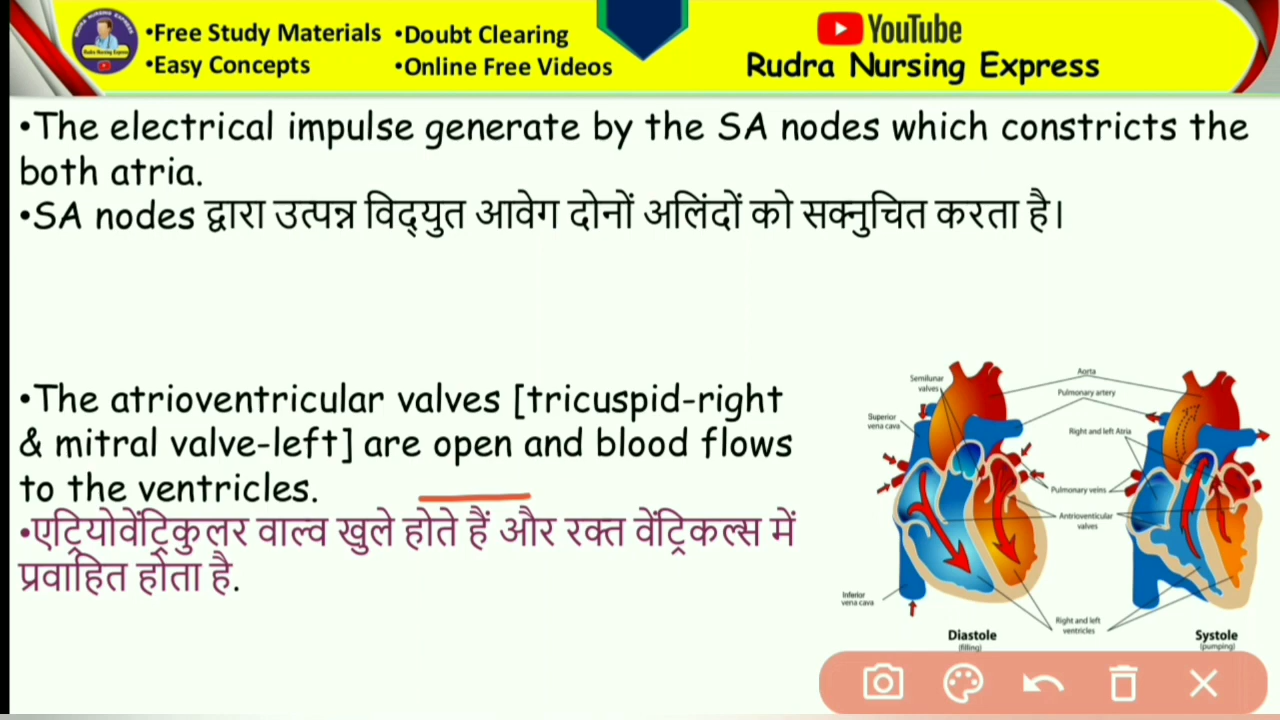 •Free Study Materials •Doubt Clearing
•Easy Concepts •Online Free Videos
YouTube
Rudra Nursing Express
•The electrical impulse generate by the SA nodes which constricts the
both atria.
•SA nodes द्वारा उत्पन्न विद्युत आवेग दोनों अलिंदों को सक्नुचित करता है।
•The atrioventricular valves [tricuspid-right
& mitral valve-left] are open and blood flows
to the ventricles.
•एट्रियोवेंट्रिकुलर वाल्व खुले होते हैं और रक्त वेंट्रिकल्स में
प्रवाहित होता है.
Semilunar
valves
Aorta
Pulmonary artery
Superior
vena cava
Right and left Atria
Pulmonary veins
Antrioventicular
valves
Inferior
vena cava
Right and left
ventricles
Diastole
(filling)
Systole
(pumping)